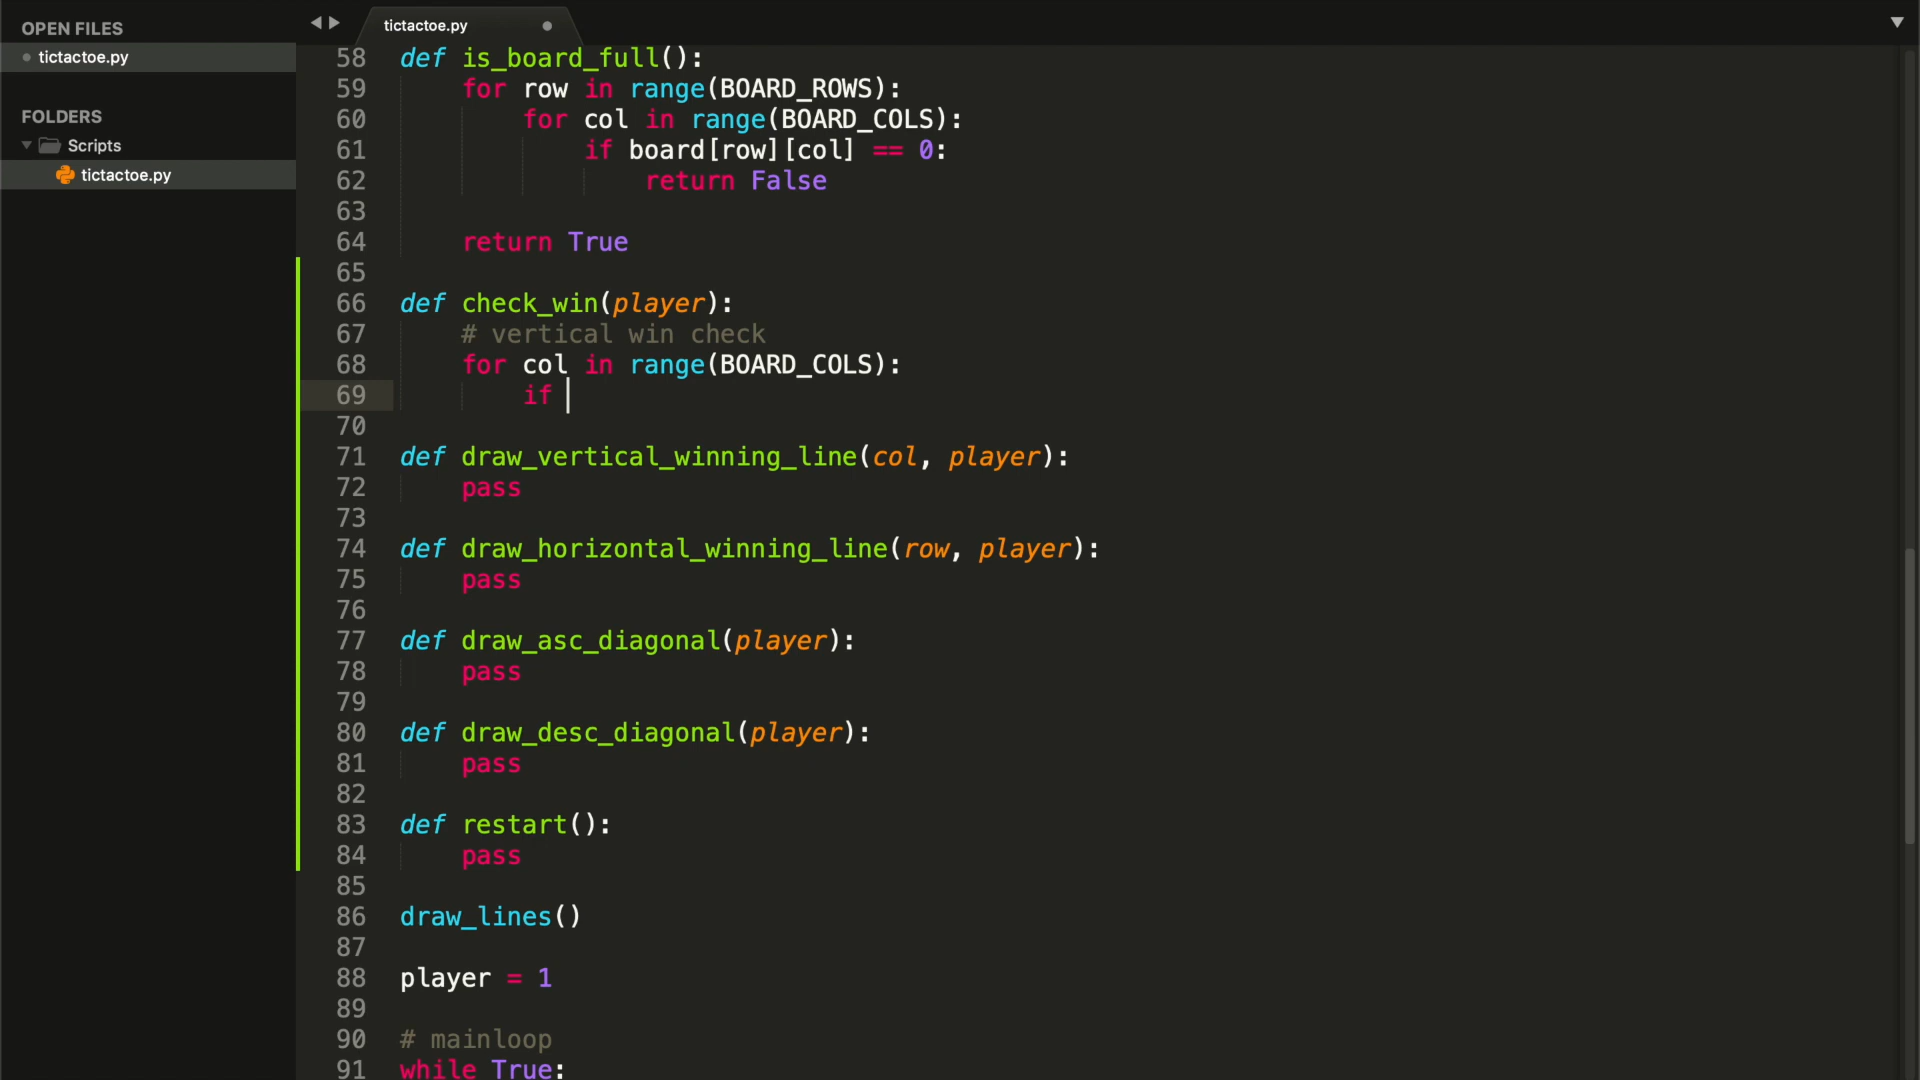 OPEN FILES
tictactoe.py
FOLDERS
Scripts
tictactoe.py
tictactoe.py
58 def is_board_full():
59     for row in range(BOARD_ROWS):
60         for col in range(BOARD_COLS):
61             if board[row][col] == 0:
62                 return False
63
64     return True
65
66 def check_win(player):
67     # vertical win check
68     for col in range(BOARD_COLS):
69         if
70
71 def draw_vertical_winning_line(col, player):
72     pass
73
74 def draw_horizontal_winning_line(row, player):
75     pass
76
77 def draw_asc_diagonal(player):
78     pass
79
80 def draw_desc_diagonal(player):
81     pass
82
83 def restart():
84     pass
85
86 draw_lines()
87
88 player = 1
89
90 # mainloop
91 while True: